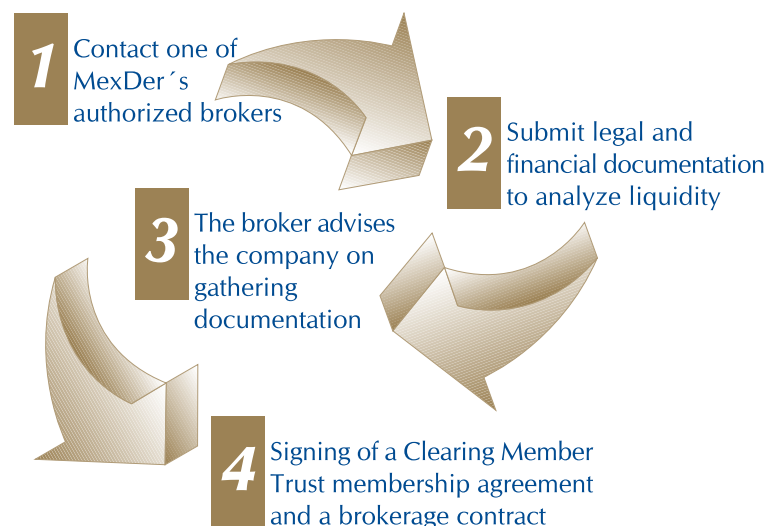 1
Contact one of
MexDer´s
authorized brokers
2
Submit legal and
financial documentation
to analyze liquidity
3
The broker advises
the company on
gathering
documentation
4
Signing of a Clearing Member
Trust membership agreement
and a brokerage contract